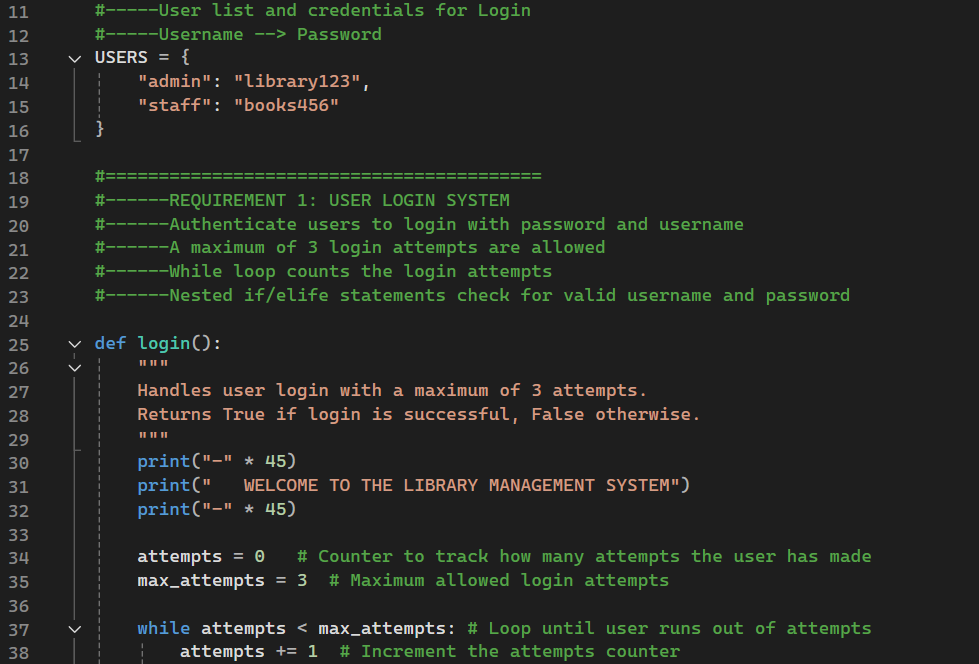 11 #-----User list and credentials for Login
12 #-----Username --> Password
13 USERS = {
14     "admin": "library123",
15     "staff": "books456"
16 }
17
18 #=========================================
19 #------REQUIREMENT 1: USER LOGIN SYSTEM
20 #------Authenticate users to login with password and username
21 #------A maximum of 3 login attempts are allowed
22 #------While loop counts the login attempts
23 #------Nested if/elife statements check for valid username and password
24
25 def login():
26     """
27     Handles user login with a maximum of 3 attempts.
28     Returns True if login is successful, False otherwise.
29     """
30     print("-" * 45)
31     print("   WELCOME TO THE LIBRARY MANAGEMENT SYSTEM")
32     print("-" * 45)
33
34     attempts = 0   # Counter to track how many attempts the user has made
35     max_attempts = 3  # Maximum allowed login attempts
36
37     while attempts < max_attempts: # Loop until user runs out of attempts
38         attempts += 1  # Increment the attempts counter